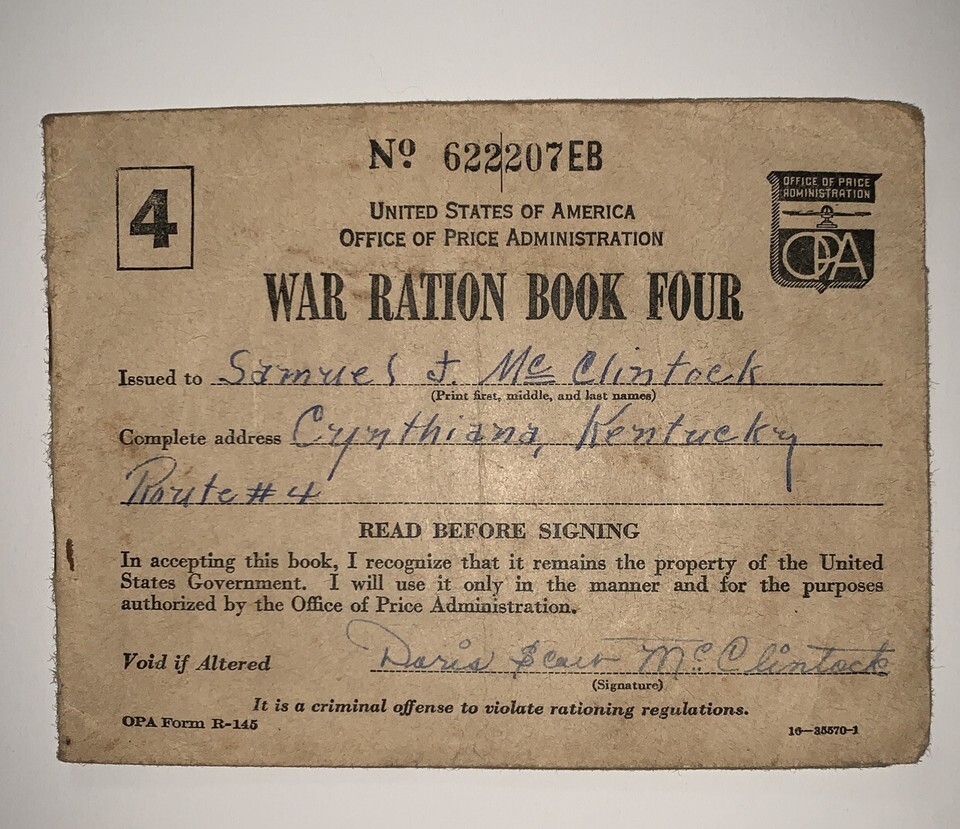 Nº 622207EB
4
UNITED STATES OF AMERICA
OFFICE OF PRICE ADMINISTRATION
OFFICE OF PRICE
ADMINISTRATION
OPA
WAR RATION BOOK FOUR
Issued to Samuel J. McClintock
(Print first, middle, and last names)
Complete address Cynthiana, Kentucky
Route # 4
READ BEFORE SIGNING
In accepting this book, I recognize that it remains the property of the United
States Government. I will use it only in the manner and for the purposes
authorized by the Office of Price Administration.
Void if Altered Doris McClintock
(Signature)
It is a criminal offense to violate rationing regulations.
OPA Form R-145
16—35570-1